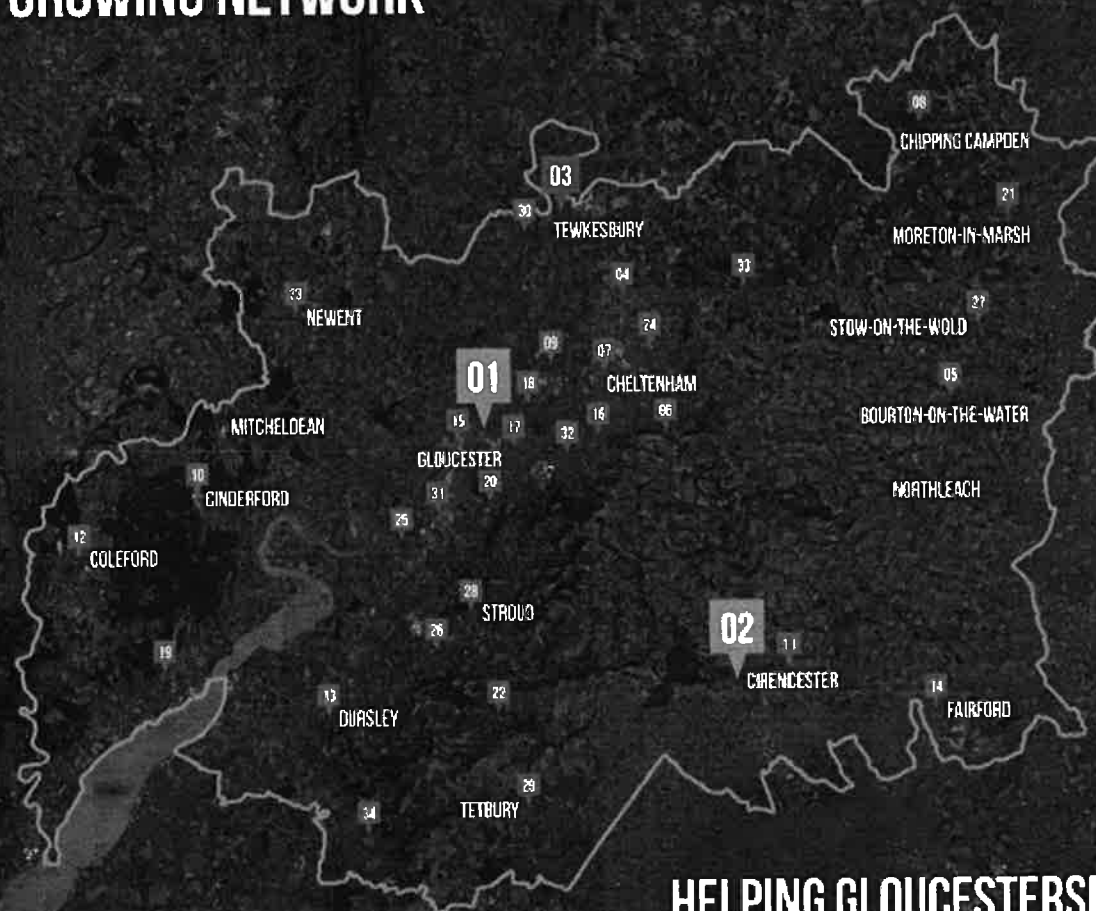 GROWING NETWORK
08
CHIPPING CAMPDEN
03
21
30
TEWKESBURY
MORETON-IN-MARSH
33
04
33
27
NEWENT
24
STOW-ON-THE-WOLD
09
07
05
01
18
CHELTENHAM
15
16
06
BOURTON-ON-THE-WATER
17
MITCHELDEAN
32
GLOUCESTER
10
20
NORTHLEACH
31
CINDERFORD
25
12
COLEFORD
28
STROUD
26
02
11
19
CIRENCESTER
13
22
14
DURSLEY
FAIRFORD
29
TETBURY
34
HELPING GLOUCESTERS